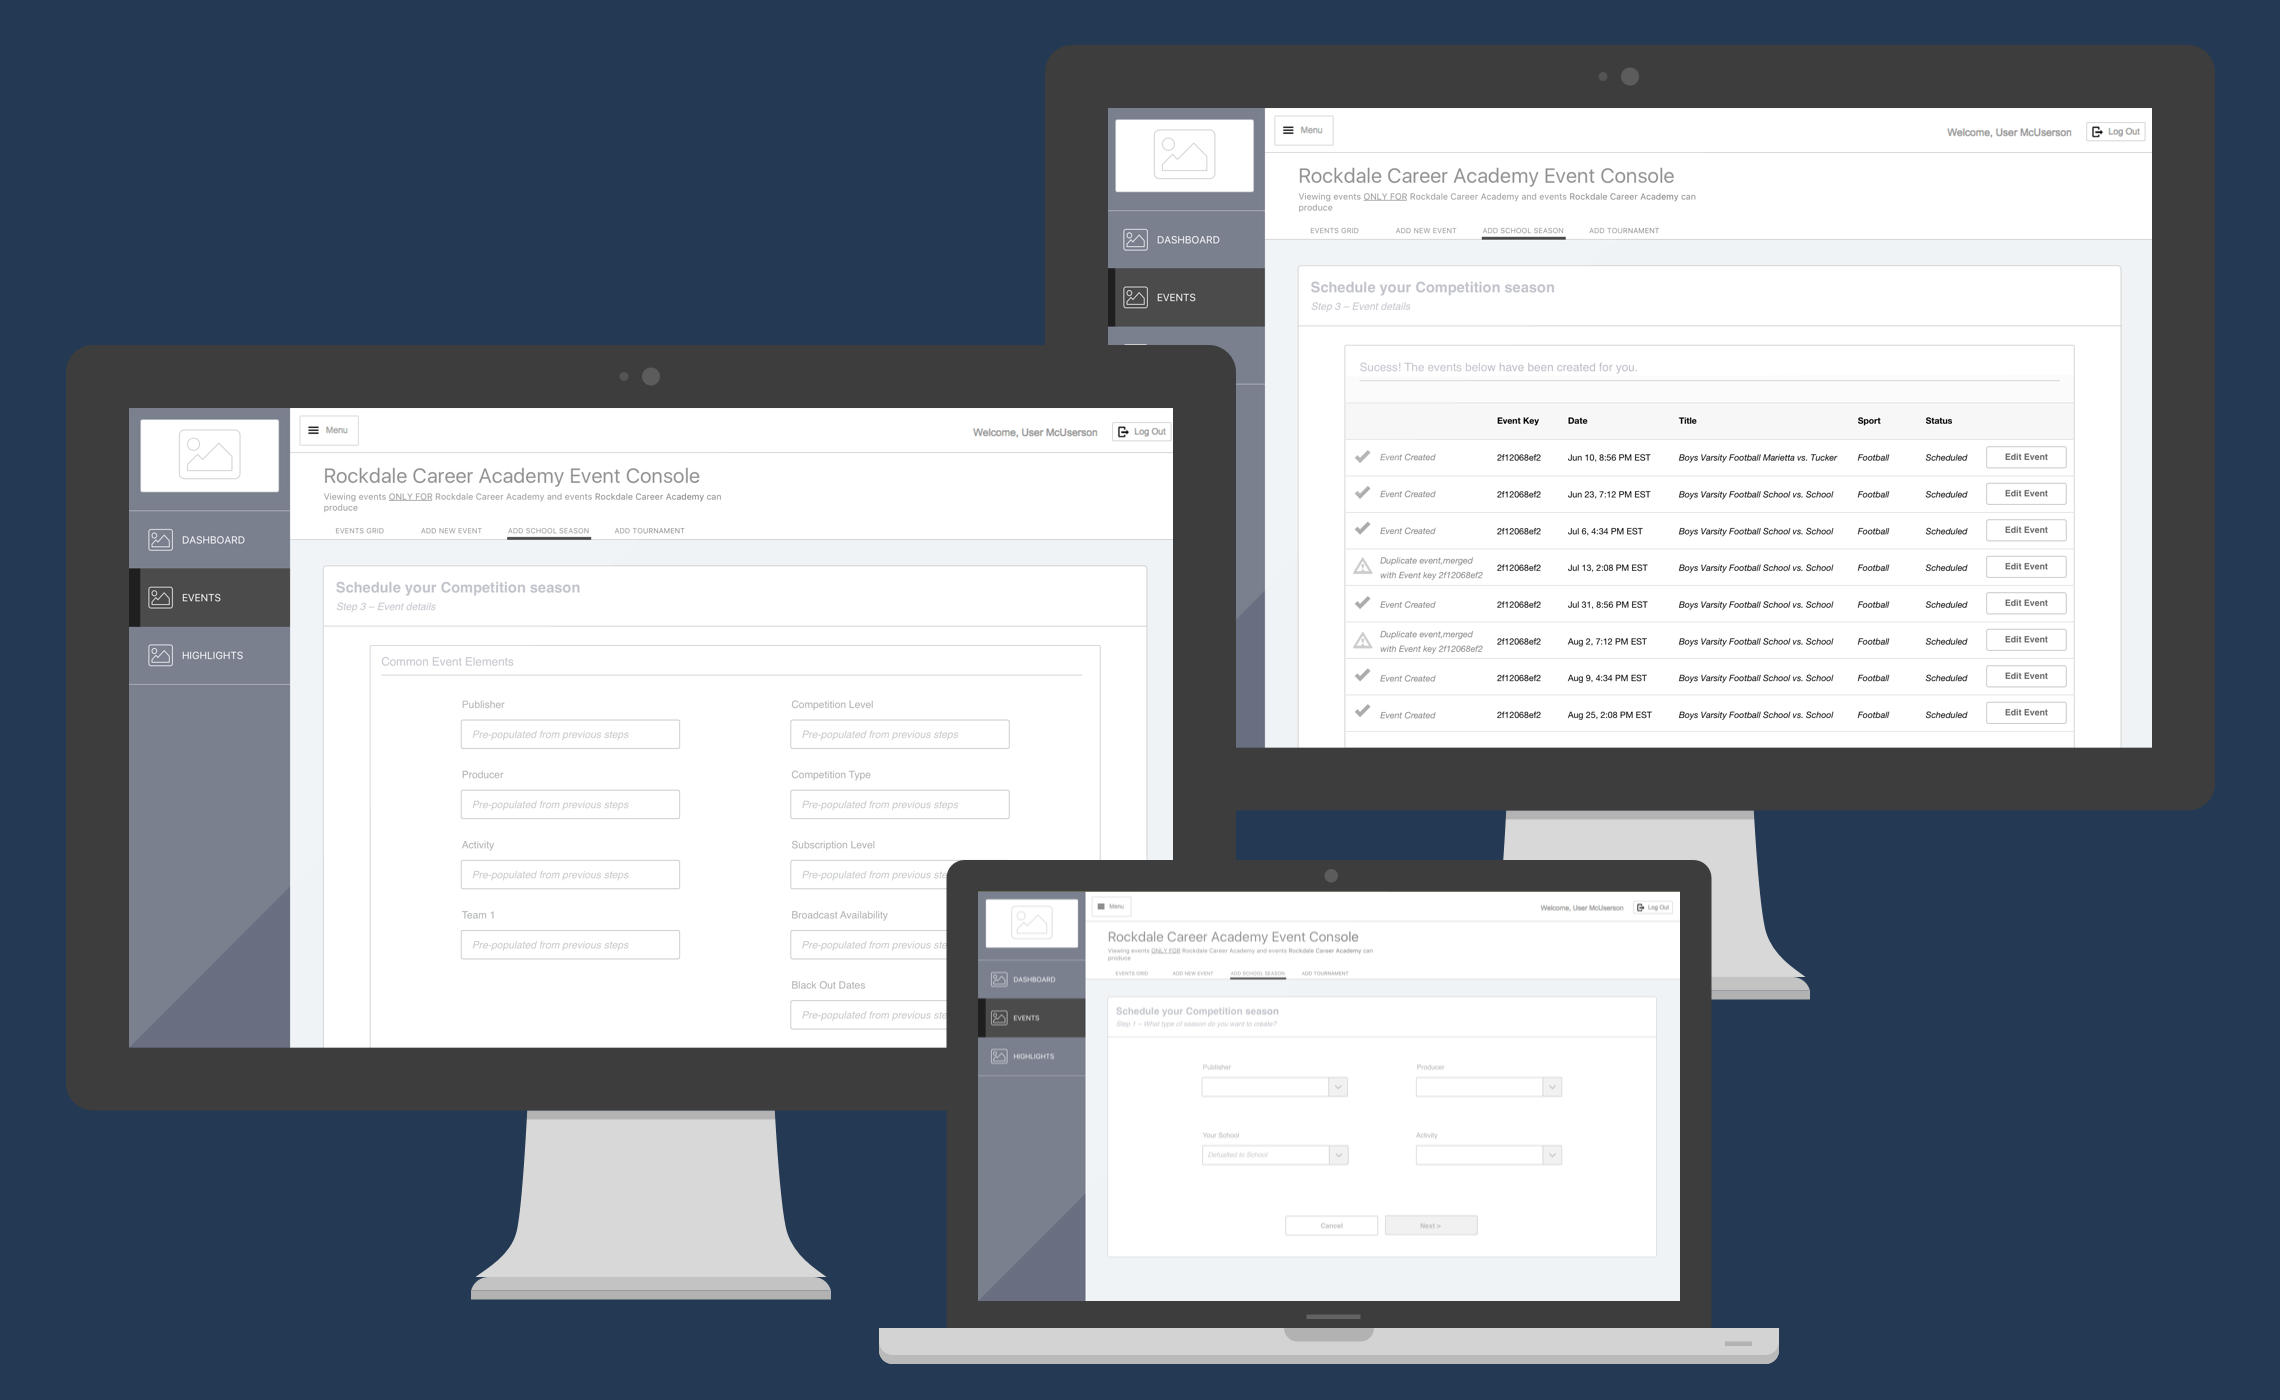 Menu
Welcome, User McUserson
Log Out
Rockdale Career Academy Event Console
Viewing events ONLY FOR Rockdale Career Academy and events Rockdale Career Academy can
produce
EVENTS GRID ADD NEW EVENT ADD SCHOOL SEASON ADD TOURNAMENT
DASHBOARD
EVENTS
Schedule your Competition season
Step 3 – Event details
Sucess! The events below have been created for you.
Event Key Date Title Sport Status
Event Created 2f12068ef2 Jun 10, 8:56 PM EST Boys Varsity Football Marietta vs. Tucker Football Scheduled Edit Event
Event Created 2f12068ef2 Jun 23, 7:12 PM EST Boys Varsity Football School vs. School Football Scheduled Edit Event
Event Created 2f12068ef2 Jul 6, 4:34 PM EST Boys Varsity Football School vs. School Football Scheduled Edit Event
Duplicate event,merged
with Event key 2f12068ef2 2f12068ef2 Jul 13, 2:08 PM EST Boys Varsity Football School vs. School Football Scheduled Edit Event
Event Created 2f12068ef2 Jul 31, 8:56 PM EST Boys Varsity Football School vs. School Football Scheduled Edit Event
Duplicate event,merged
with Event key 2f12068ef2 2f12068ef2 Aug 2, 7:12 PM EST Boys Varsity Football School vs. School Football Scheduled Edit Event
Event Created 2f12068ef2 Aug 9, 4:34 PM EST Boys Varsity Football School vs. School Football Scheduled Edit Event
Event Created 2f12068ef2 Aug 25, 2:08 PM EST Boys Varsity Football School vs. School Football Scheduled Edit Event
Menu
Welcome, User McUserson
Log Out
Rockdale Career Academy Event Console
Viewing events ONLY FOR Rockdale Career Academy and events Rockdale Career Academy can
produce
EVENTS GRID ADD NEW EVENT ADD SCHOOL SEASON ADD TOURNAMENT
DASHBOARD
EVENTS
HIGHLIGHTS
Schedule your Competition season
Step 3 – Event details
Common Event Elements
Publisher Competition Level
Pre-populated from previous steps Pre-populated from previous steps
Producer Competition Type
Pre-populated from previous steps Pre-populated from previous steps
Activity Subscription Level
Pre-populated from previous steps Pre-populated from previous ste
Team 1 Broadcast Availability
Pre-populated from previous steps Pre-populated from previous ste
Black Out Dates
Pre-populated from previous ste
Menu
Welcome, User McUserson
Log Out
Rockdale Career Academy Event Console
Viewing events ONLY FOR Rockdale Career Academy and events Rockdale Career Academy can
produce
EVENTS GRID ADD NEW EVENT ADD SCHOOL SEASON ADD TOURNAMENT
DASHBOARD
EVENTS
HIGHLIGHTS
Schedule your Competition season
Step 1 – What type of season do you want to create?
Publisher Producer
Your School Activity
Defualted to School
Cancel Next >